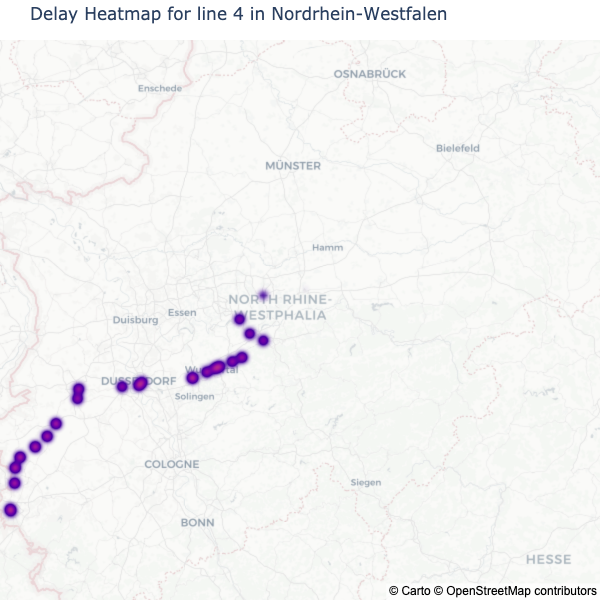 Delay Heatmap for line 4 in Nordrhein-Westfalen
OSNABRÜCK
Enschede
Bielefeld
MÜNSTER
Hamm
NORTH RHINE-
WESTPHALIA
Essen
Duisburg
DUSSELDORF
Wuppertal
Solingen
COLOGNE
Siegen
BONN
HESSE
© Carto © OpenStreetMap contributors